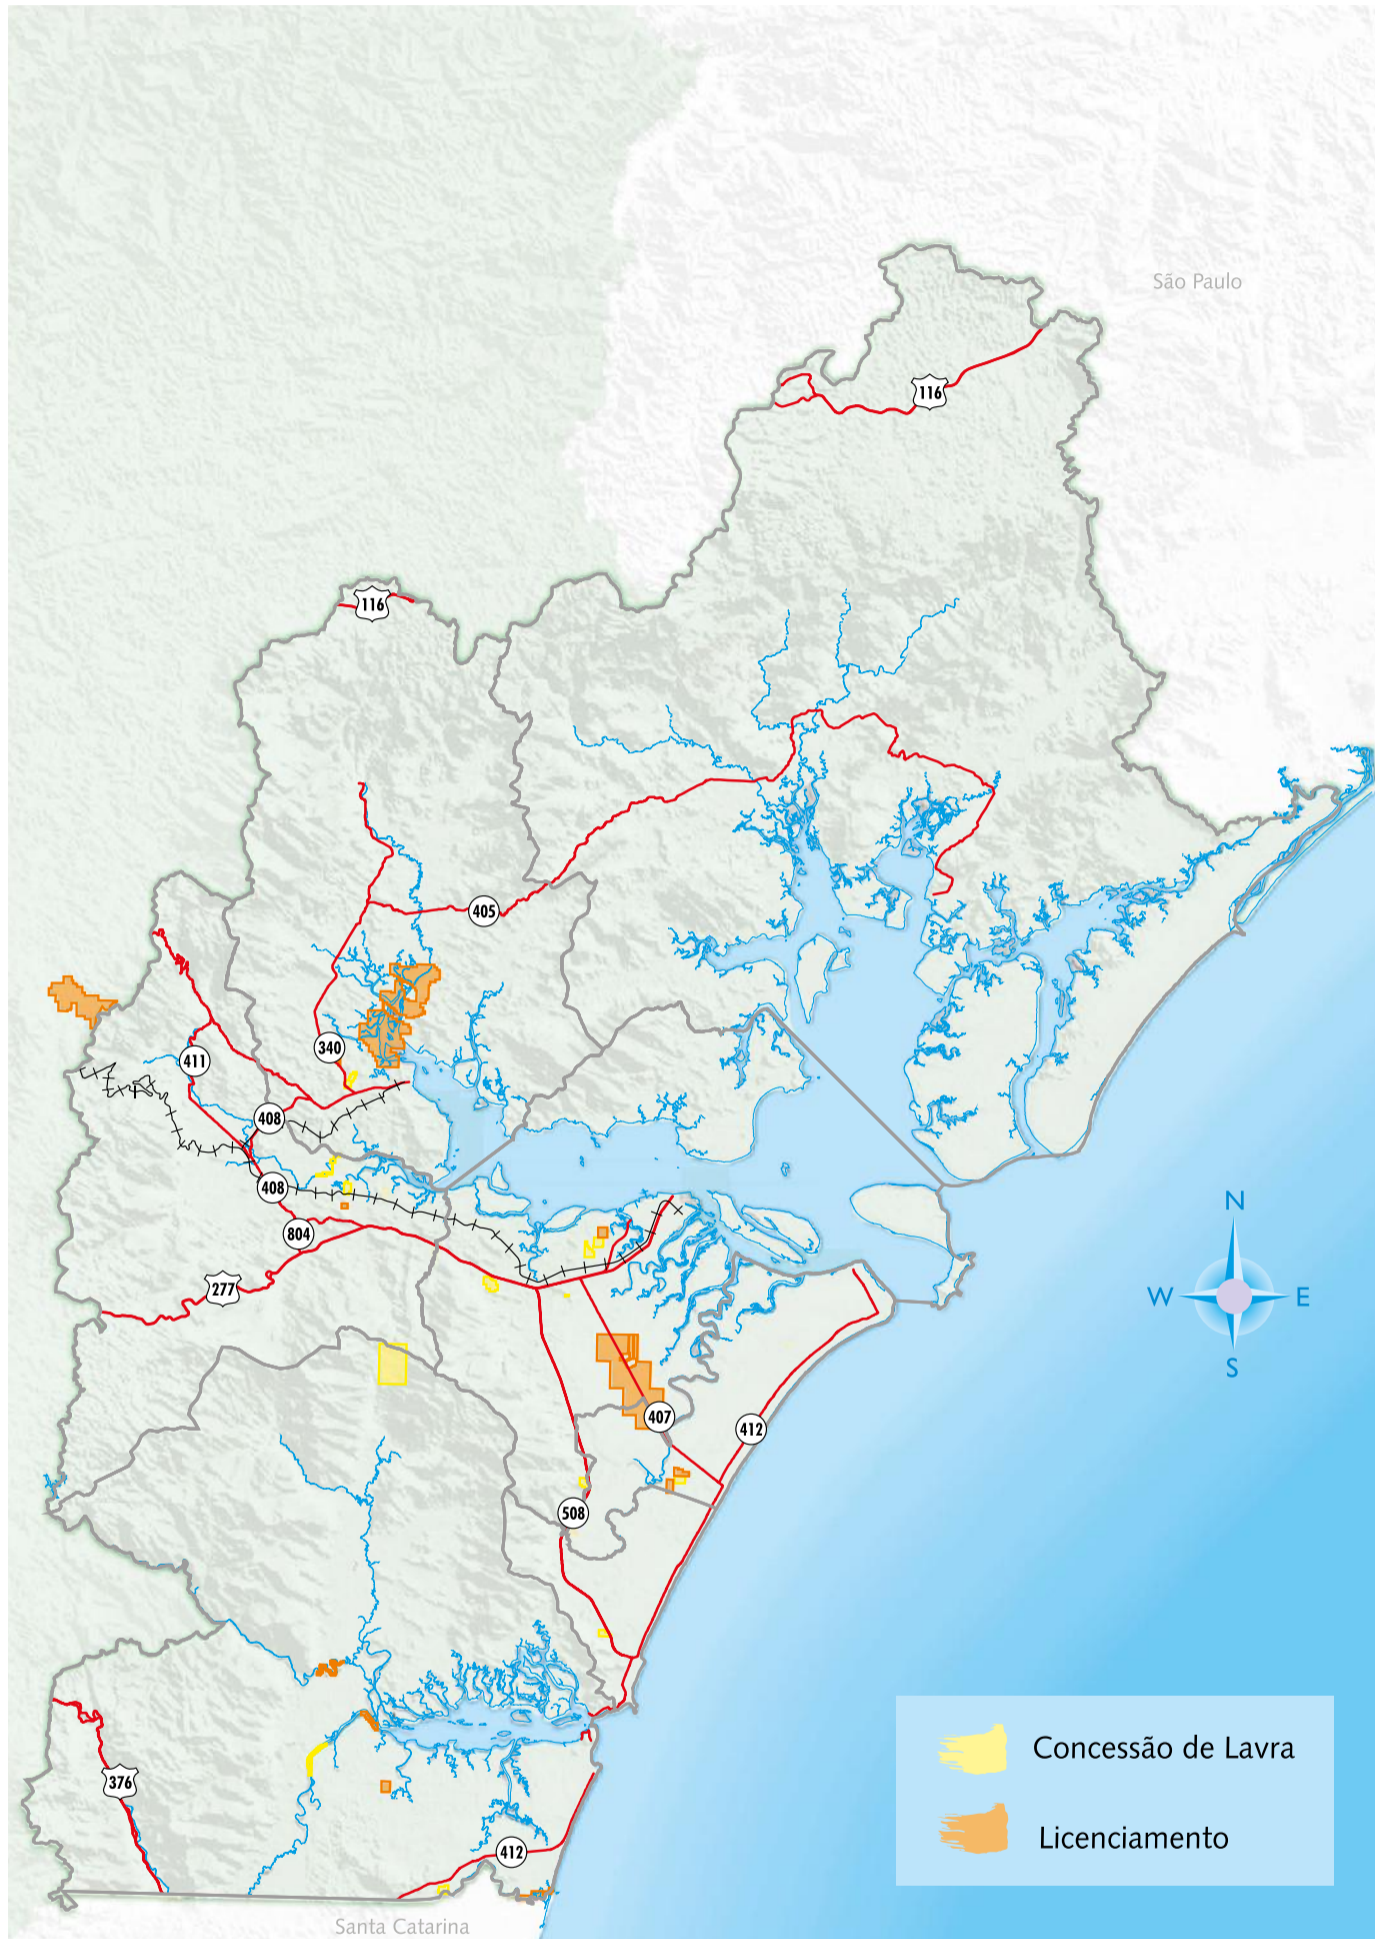 São Paulo
116
116
405
340
411
408
408
804
277
N
W
E
S
407
412
508
376
412
Concessão de Lavra
Licenciamento
Santa Catarina